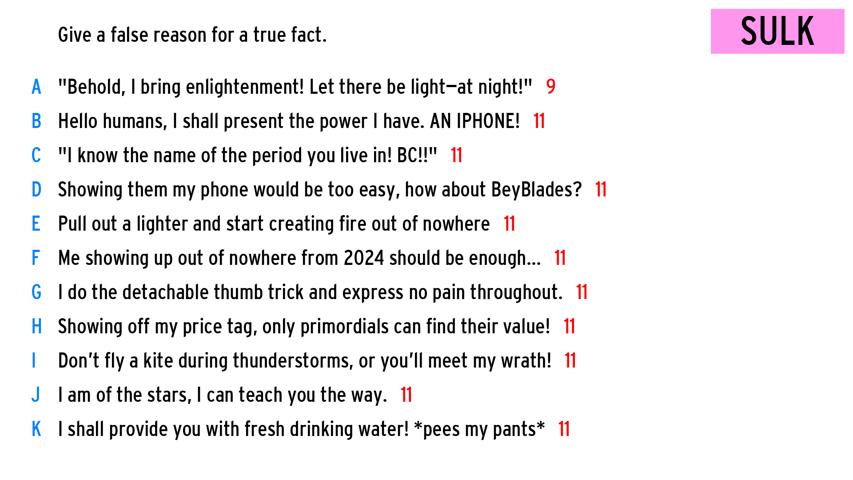 Give a false reason for a true fact.
SULK
A "Behold, I bring enlightenment! Let there be light—at night!" 9
B Hello humans, I shall present the power I have. AN IPHONE! 11
C "I know the name of the period you live in! BC!!" 11
D Showing them my phone would be too easy, how about BeyBlades? 11
E Pull out a lighter and start creating fire out of nowhere 11
F Me showing up out of nowhere from 2024 should be enough... 11
G I do the detachable thumb trick and express no pain throughout. 11
H Showing off my price tag, only primordials can find their value! 11
I Don't fly a kite during thunderstorms, or you'll meet my wrath! 11
J I am of the stars, I can teach you the way. 11
K I shall provide you with fresh drinking water! *pees my pants* 11